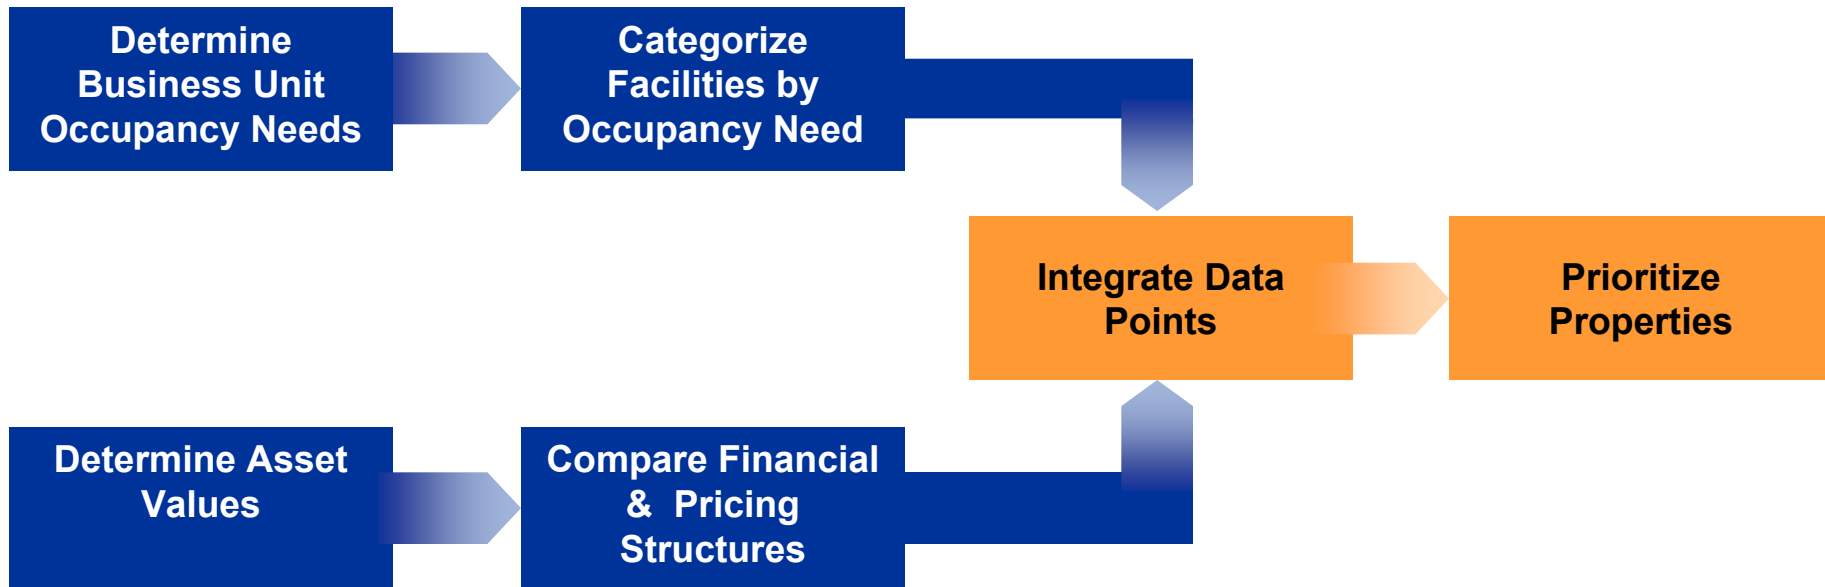 Determine
Business Unit
Occupancy Needs
Categorize
Facilities by
Occupancy Need
Integrate Data
Points
Prioritize
Properties
Determine Asset
Values
Compare Financial
& Pricing
Structures